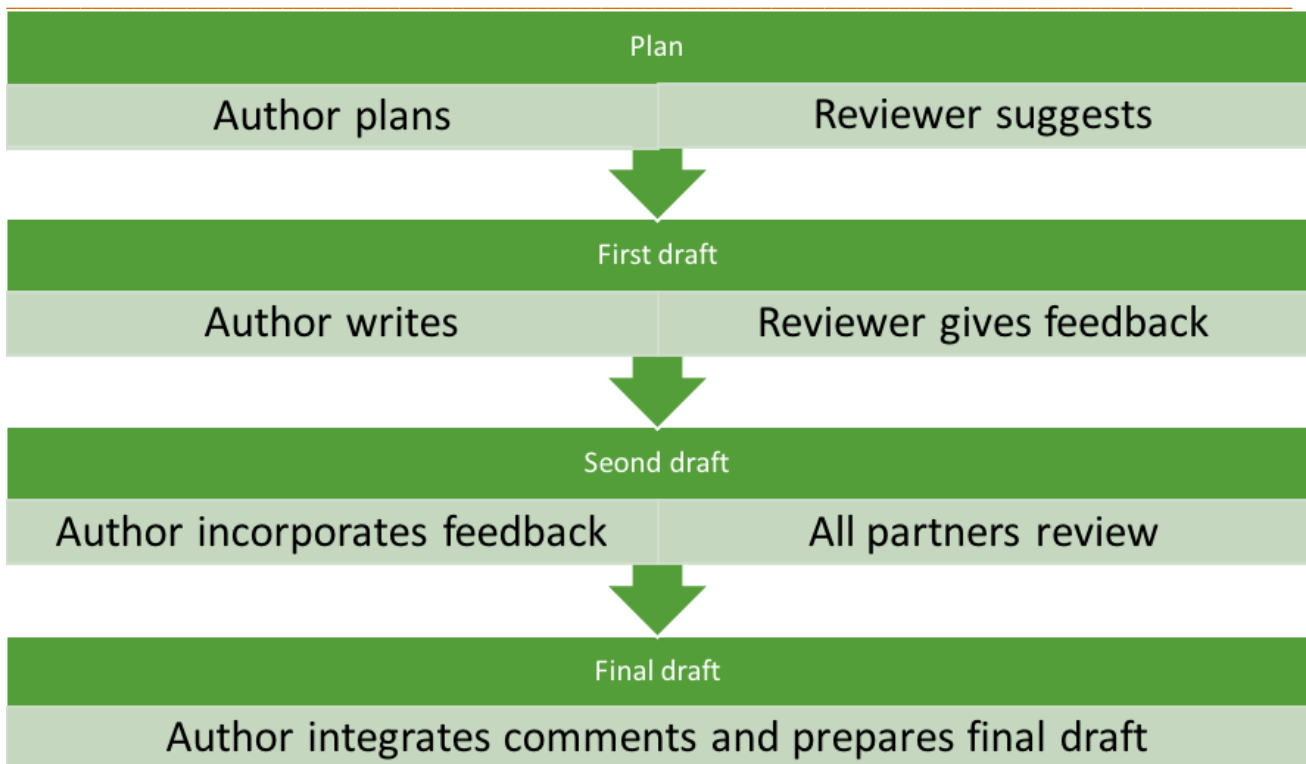 Plan
Author plans
Reviewer suggests
First draft
Author writes
Reviewer gives feedback
Seond draft
Author incorporates feedback
All partners review
Final draft
Author integrates comments and prepares final draft